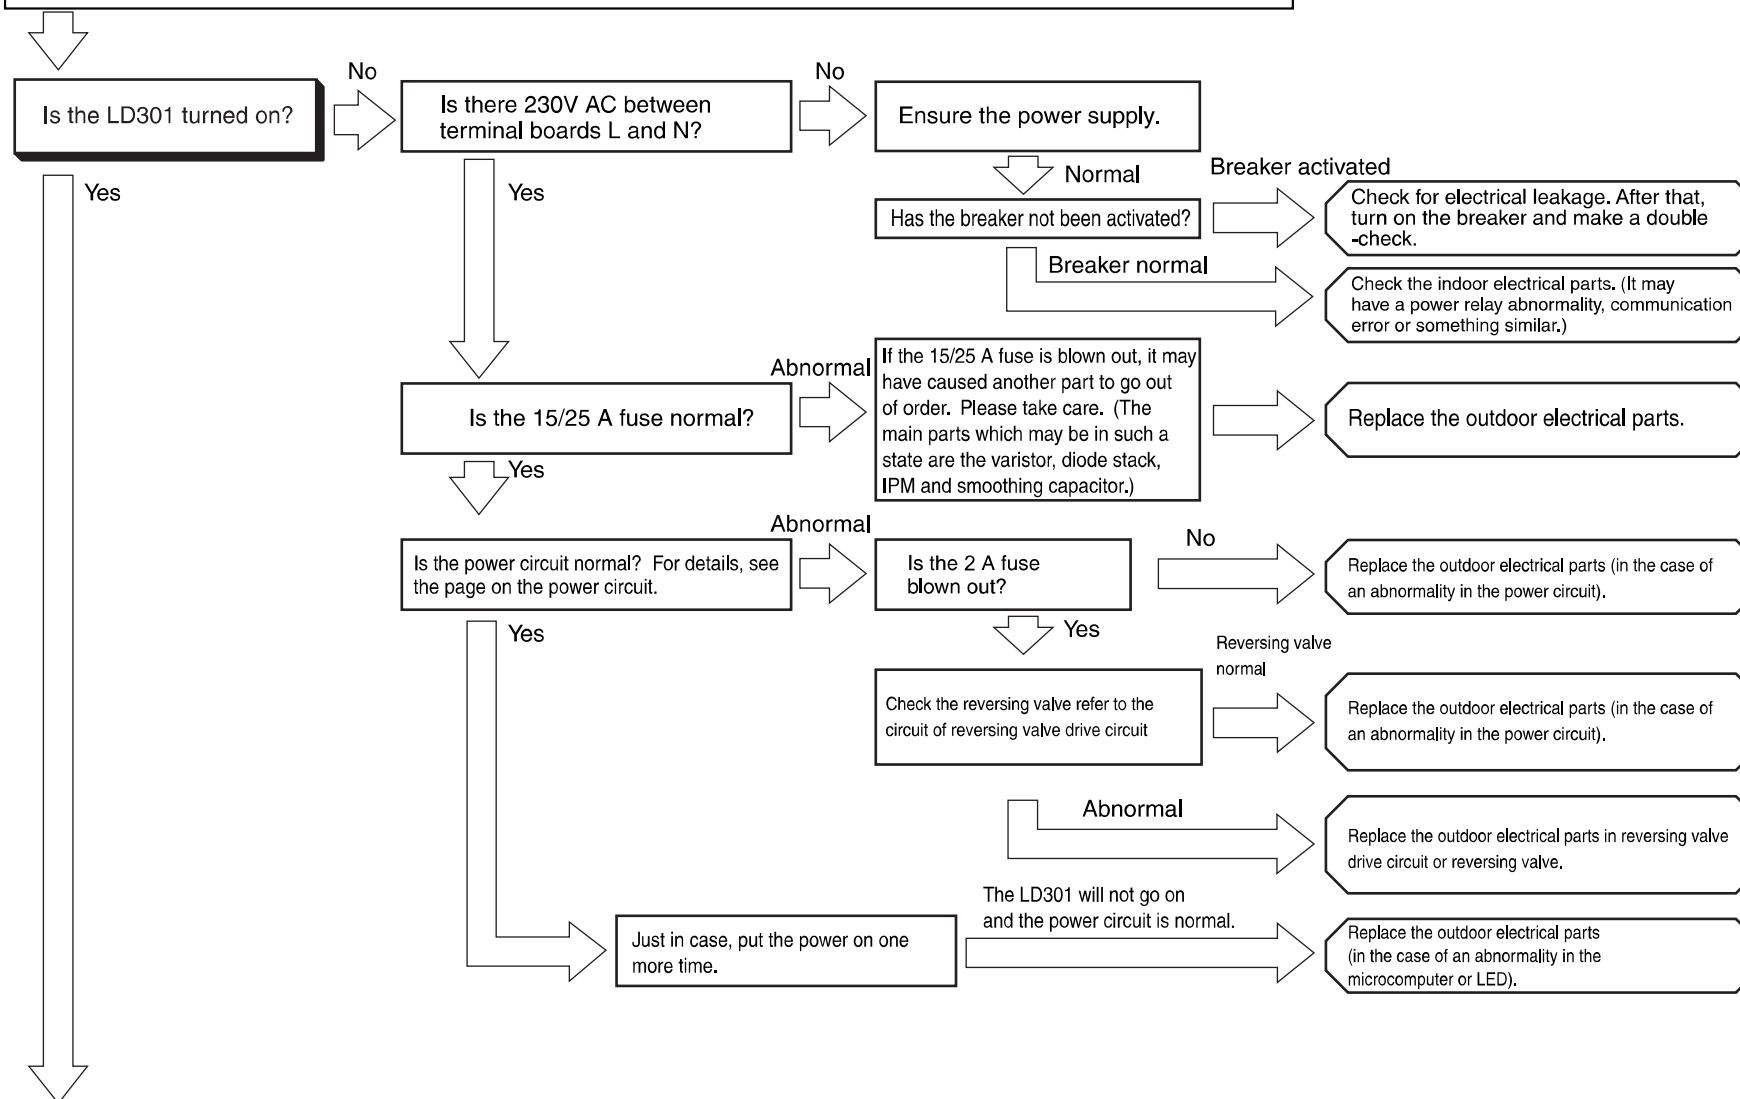 No
No
Is the LD301 turned on?
Is there 230V AC between
terminal boards L and N?
Ensure the power supply.
Yes
Yes
Normal
Breaker activated
Has the breaker not been activated?
Check for electrical leakage. After that,
turn on the breaker and make a double
-check.
Breaker normal
Check the indoor electrical parts. (It may
have a power relay abnormality, communication
error or something similar.)
Abnormal
Is the 15/25 A fuse normal?
If the 15/25 A fuse is blown out, it may
have caused another part to go out
of order. Please take care. (The
main parts which may be in such a
state are the varistor, diode stack,
IPM and smoothing capacitor.)
Replace the outdoor electrical parts.
Yes
Abnormal
Is the power circuit normal? For details, see
the page on the power circuit.
Is the 2 A fuse
blown out?
No
Replace the outdoor electrical parts (in the case of
an abnormality in the power circuit).
Yes
Yes
Reversing valve
normal
Check the reversing valve refer to the
circuit of reversing valve drive circuit
Replace the outdoor electrical parts (in the case of
an abnormality in the power circuit).
Abnormal
Replace the outdoor electrical parts in reversing valve
drive circuit or reversing valve.
Just in case, put the power on one
more time.
The LD301 will not go on
and the power circuit is normal.
Replace the outdoor electrical parts
(in the case of an abnormality in the
microcomputer or LED).